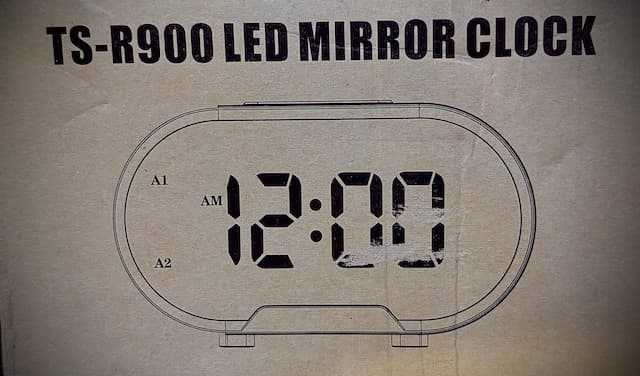 TS-R900 LED MIRROR CLOCK
A1
AM 12:00
A2